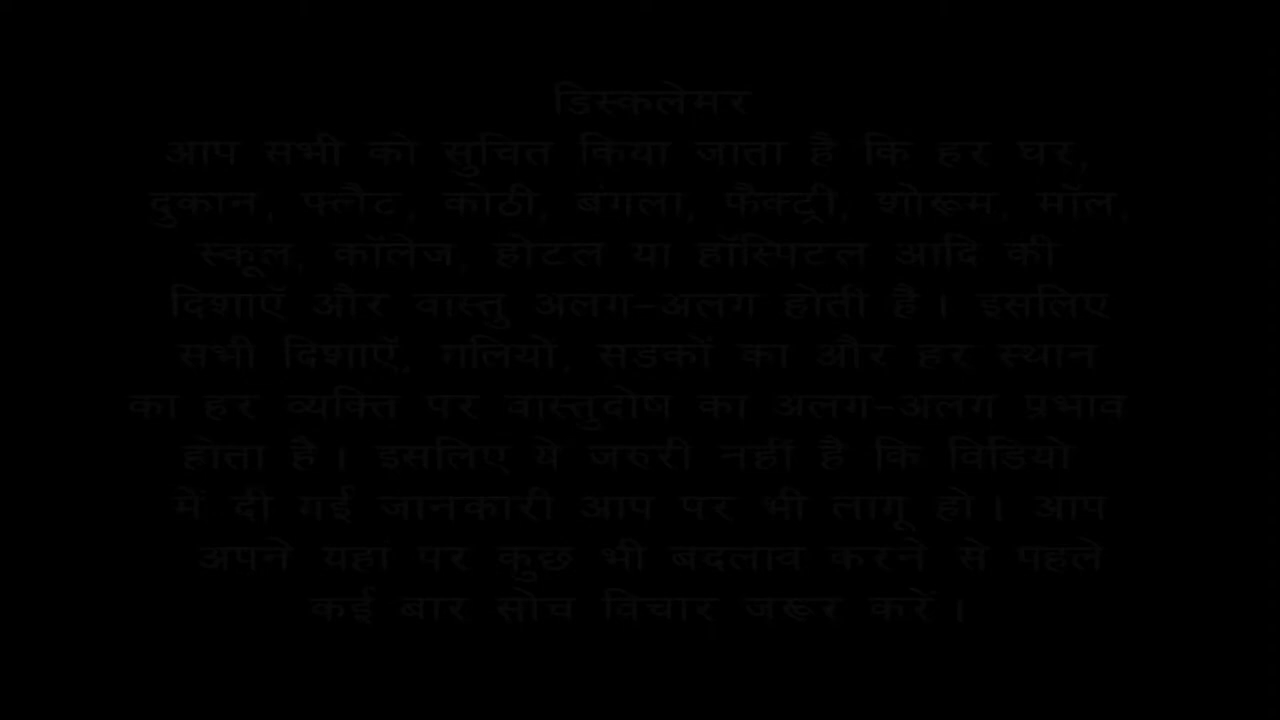 डिस्कलेमर
आप सभी को सुचित किया जाता है कि हर घर,
दुकान, फ्लैट, कोठी, बंगला, फैक्ट्री, शोरूम, मॉल,
स्कूल, कॉलेज, होटल या हॉस्पिटल आदि की
दिशाएँ और वास्तु अलग-अलग होती है। इसलिए
सभी दिशाएँ, गलियों, सडकों का और हर स्थान
का हर व्यक्ति पर वास्तुदोष का अलग-अलग प्रभाव
होता है। इसलिए ये जरुरी नहीं है कि विडियो
में दी गई जानकारी आप पर भी लागू हो। आप
अपने यहां पर कुछ भी बदलाव करने से पहले
कई बार सोच विचार जरूर करें।